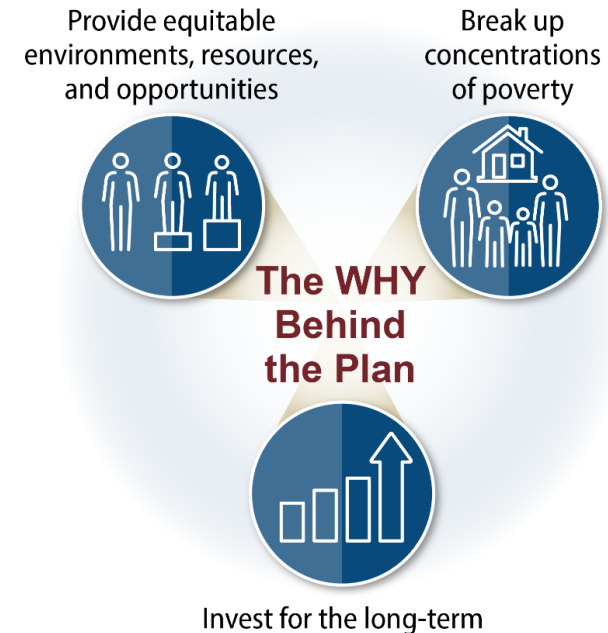 Provide equitable
environments, resources,
and opportunities
Break up
concentrations
of poverty
The WHY
Behind
the Plan
Invest for the long-term